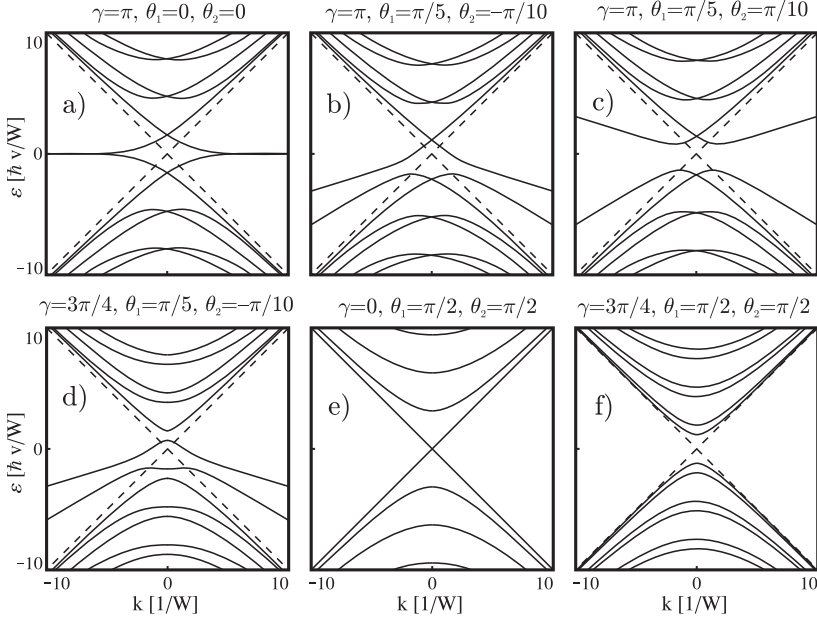 γ=π, θ₁=0, θ₂=0
γ=π, θ₁=π/5, θ₂=−π/10
γ=π, θ₁=π/5, θ₂=π/10
10
0
−10
ε [ħ v/W]
a)
b)
c)
γ=3π/4, θ₁=π/5, θ₂=−π/10
γ=0, θ₁=π/2, θ₂=π/2
γ=3π/4, θ₁=π/2, θ₂=π/2
10
0
−10
ε [ħ v/W]
d)
e)
f)
−10 0 10
−10 0 10
−10 0 10
k [1/W]
k [1/W]
k [1/W]